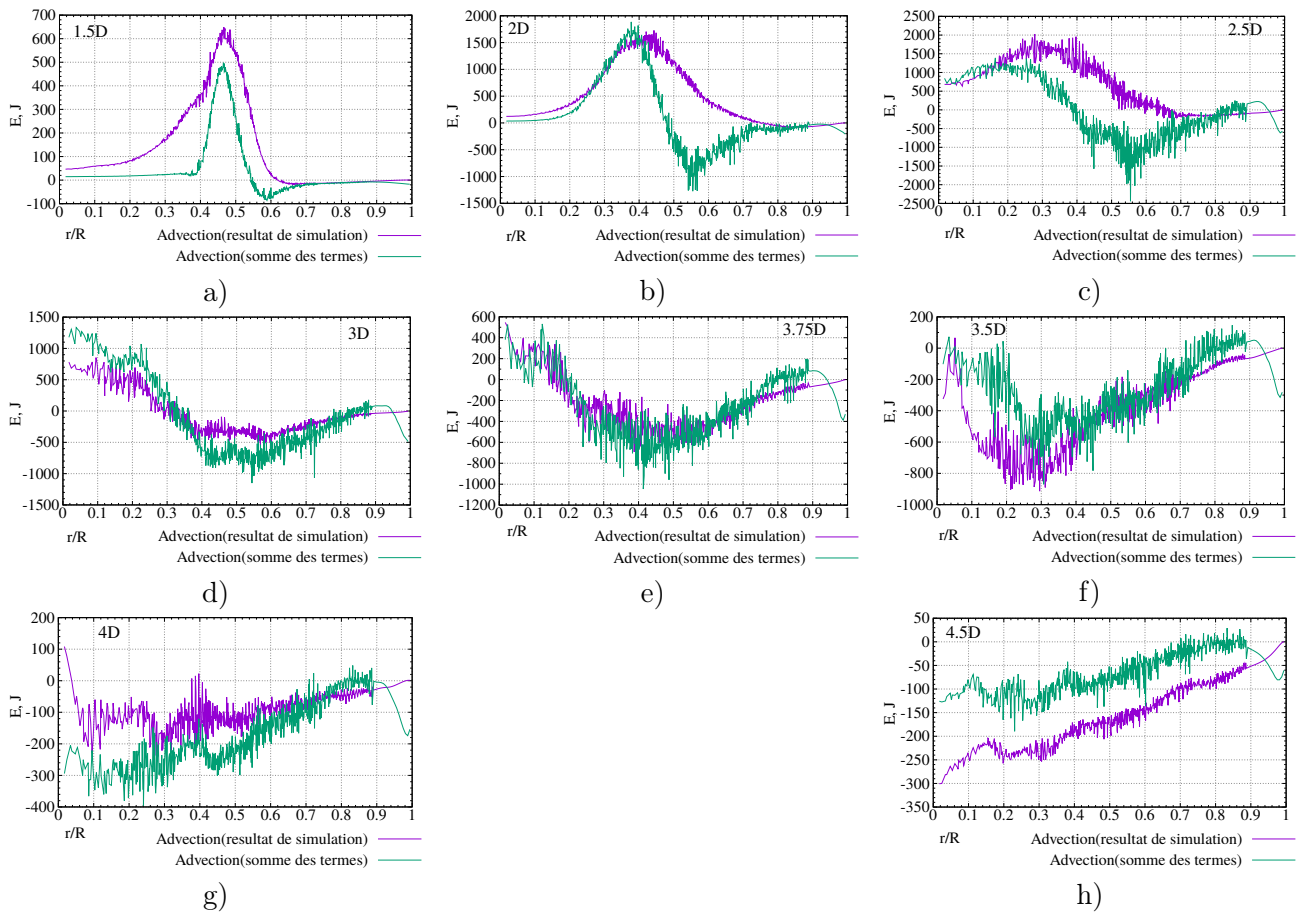 1.5D
700
600
500
400
300
200
100
0
-100
E, J
0 0.1 0.2 0.3 0.4 0.5 0.6 0.7 0.8 0.9 1
r/R
Advection(resultat de simulation)
Advection(somme des termes)
a)
2D
2000
1500
1000
500
0
-500
-1000
-1500
E, J
0 0.1 0.2 0.3 0.4 0.5 0.6 0.7 0.8 0.9 1
r/R
Advection(resultat de simulation)
Advection(somme des termes)
b)
2.5D
2500
2000
1500
1000
500
0
-500
-1000
-1500
-2000
-2500
E, J
0 0.1 0.2 0.3 0.4 0.5 0.6 0.7 0.8 0.9 1
r/R
Advection(resultat de simulation)
Advection(somme des termes)
c)
3D
1500
1000
500
0
-500
-1000
-1500
E, J
0 0.1 0.2 0.3 0.4 0.5 0.6 0.7 0.8 0.9 1
r/R
Advection(resultat de simulation)
Advection(somme des termes)
d)
3.75D
600
400
200
0
-200
-400
-600
-800
-1000
-1200
E, J
0 0.1 0.2 0.3 0.4 0.5 0.6 0.7 0.8 0.9 1
r/R
Advection(resultat de simulation)
Advection(somme des termes)
e)
3.5D
200
0
-200
-400
-600
-800
-1000
E, J
0 0.1 0.2 0.3 0.4 0.5 0.6 0.7 0.8 0.9 1
r/R
Advection(resultat de simulation)
Advection(somme des termes)
f)
4D
200
100
0
-100
-200
-300
-400
E, J
0 0.1 0.2 0.3 0.4 0.5 0.6 0.7 0.8 0.9 1
r/R
Advection(resultat de simulation)
Advection(somme des termes)
g)
4.5D
50
0
-50
-100
-150
-200
-250
-300
-350
E, J
0 0.1 0.2 0.3 0.4 0.5 0.6 0.7 0.8 0.9 1
r/R
Advection(resultat de simulation)
Advection(somme des termes)
h)